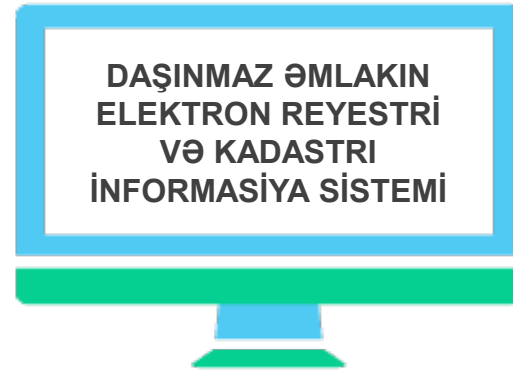 DAŞINMAZ ƏMLAKIN
ELEKTRON REYESTRİ
VƏ KADASTRI
İNFORMASİYA SİSTEMİ